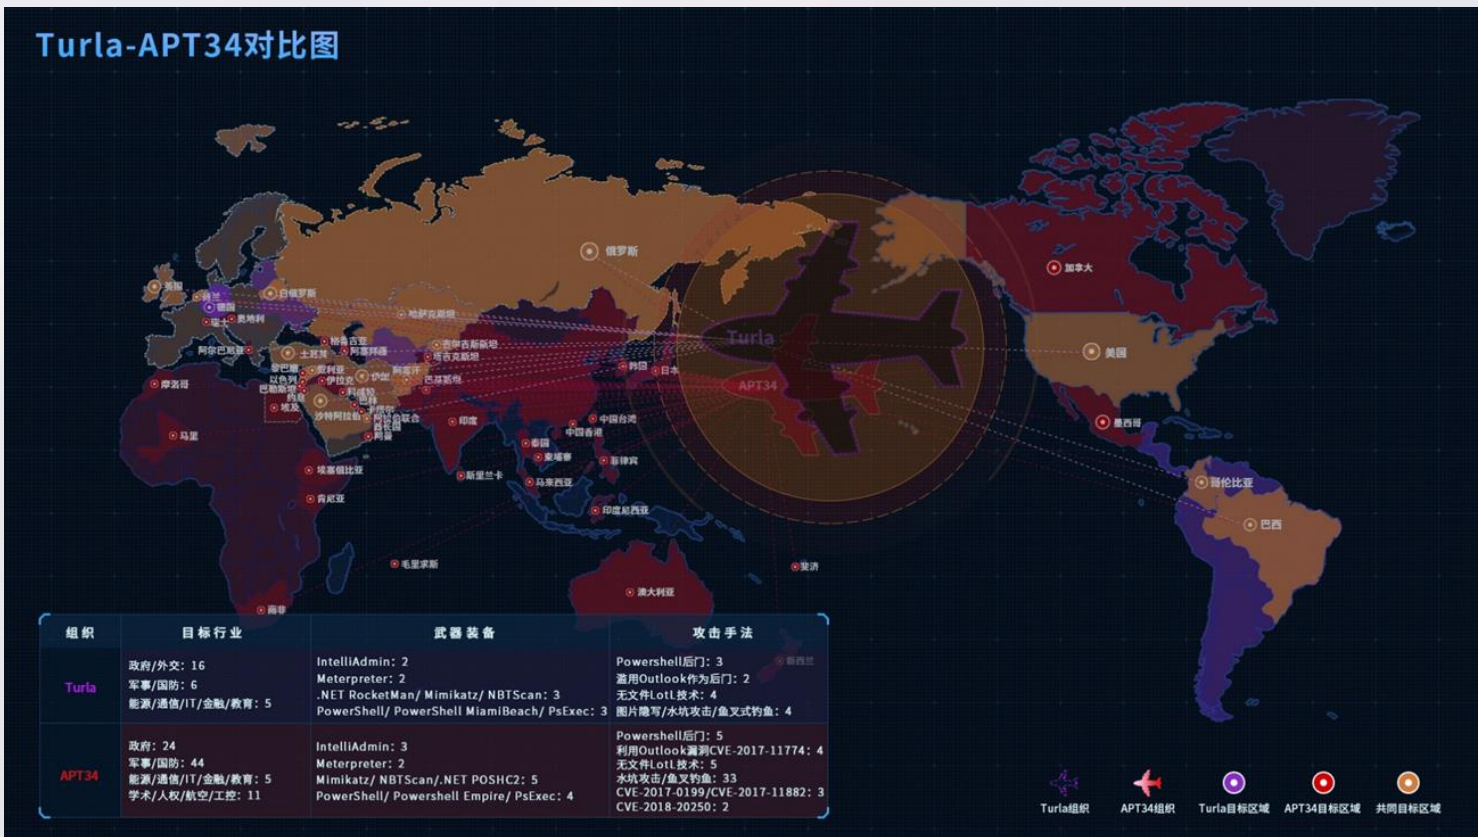 Turla-APT34对比图
俄罗斯
加拿大
英国
荷兰
白俄罗斯
德国
瑞士
奥地利
哈萨克斯坦
格鲁吉亚
吉尔吉斯斯坦
阿尔巴尼亚
土耳其
阿塞拜疆
塔吉克斯坦
美国
Turla
黎巴嫩
叙利亚
阿富汗
韩国
日本
摩洛哥
以色列
伊拉克
伊朗
巴基斯坦
APT34
巴勒斯坦
约旦
科威特
埃及
巴林
卡塔尔
沙特阿拉伯
阿拉伯联合
酋长国
阿曼
印度
中国台湾
中国香港
墨西哥
马里
泰国
柬埔寨
菲律宾
埃塞俄比亚
斯里兰卡
马来西亚
哥伦比亚
肯尼亚
印度尼西亚
巴西
毛里求斯
斐济
澳大利亚
南非
新西兰
组织 目标行业 武器装备 攻击手法
Turla
政府/外交：16
军事/国防：6
能源/通信/IT/金融/教育：5
IntelliAdmin：2
Meterpreter：2
.NET RocketMan/ Mimikatz/ NBTScan：3
PowerShell/ PowerShell MiamiBeach/ PsExec：3
Powershell后门：3
滥用Outlook作为后门：2
无文件LotL技术：4
图片隐写/水坑攻击/鱼叉式钓鱼：4
APT34
政府：24
军事/国防：44
能源/通信/IT/金融/教育：5
学术/人权/航空/工控：11
IntelliAdmin：3
Meterpreter：2
Mimikatz/ NBTScan/.NET POSHC2：5
PowerShell/ Powershell Empire/ PsExec：4
Powershell后门：5
利用Outlook漏洞CVE-2017-11774：4
无文件LotL技术：5
水坑攻击/鱼叉钓鱼：33
CVE-2017-0199/CVE-2017-11882：3
CVE-2018-20250：2
Turla组织 APT34组织 Turla目标区域 APT34目标区域 共同目标区域